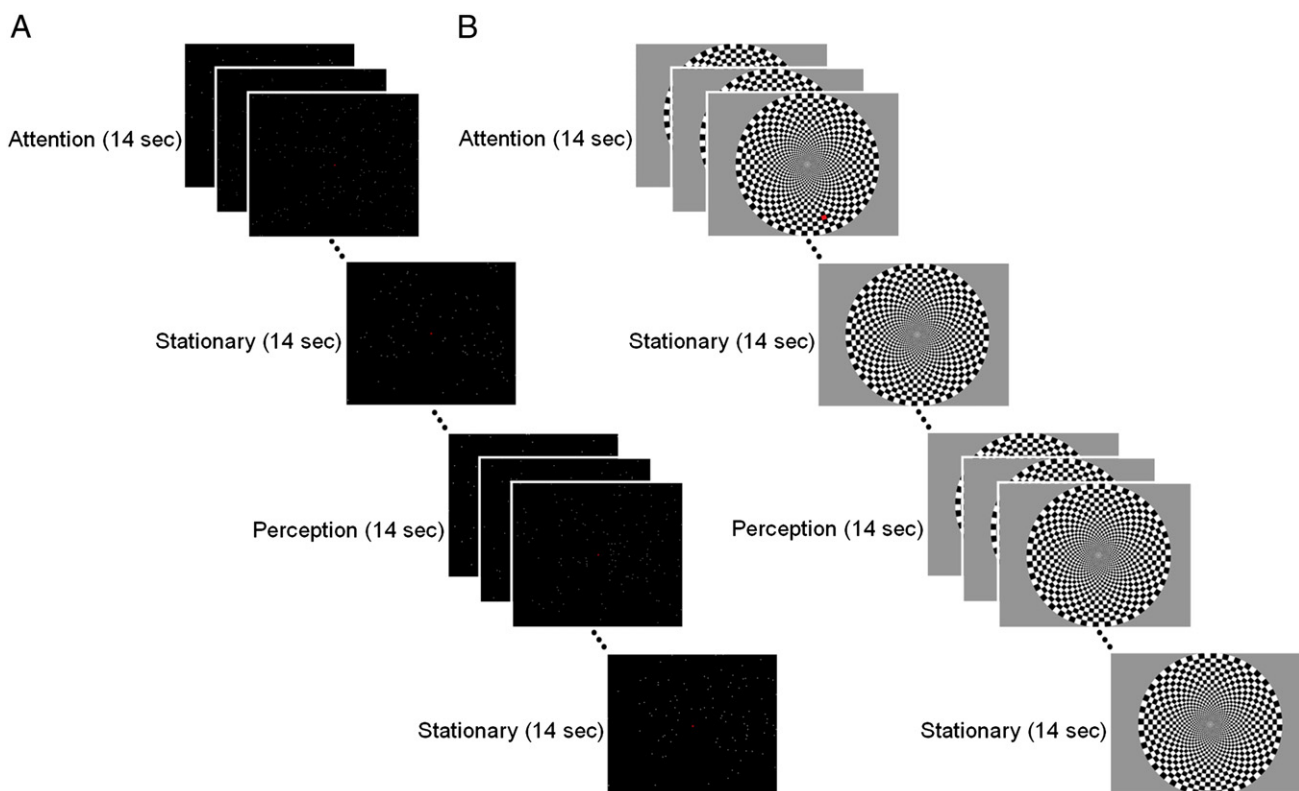 A
Attention (14 sec)
Stationary (14 sec)
Perception (14 sec)
Stationary (14 sec)
B
Attention (14 sec)
Stationary (14 sec)
Perception (14 sec)
Stationary (14 sec)